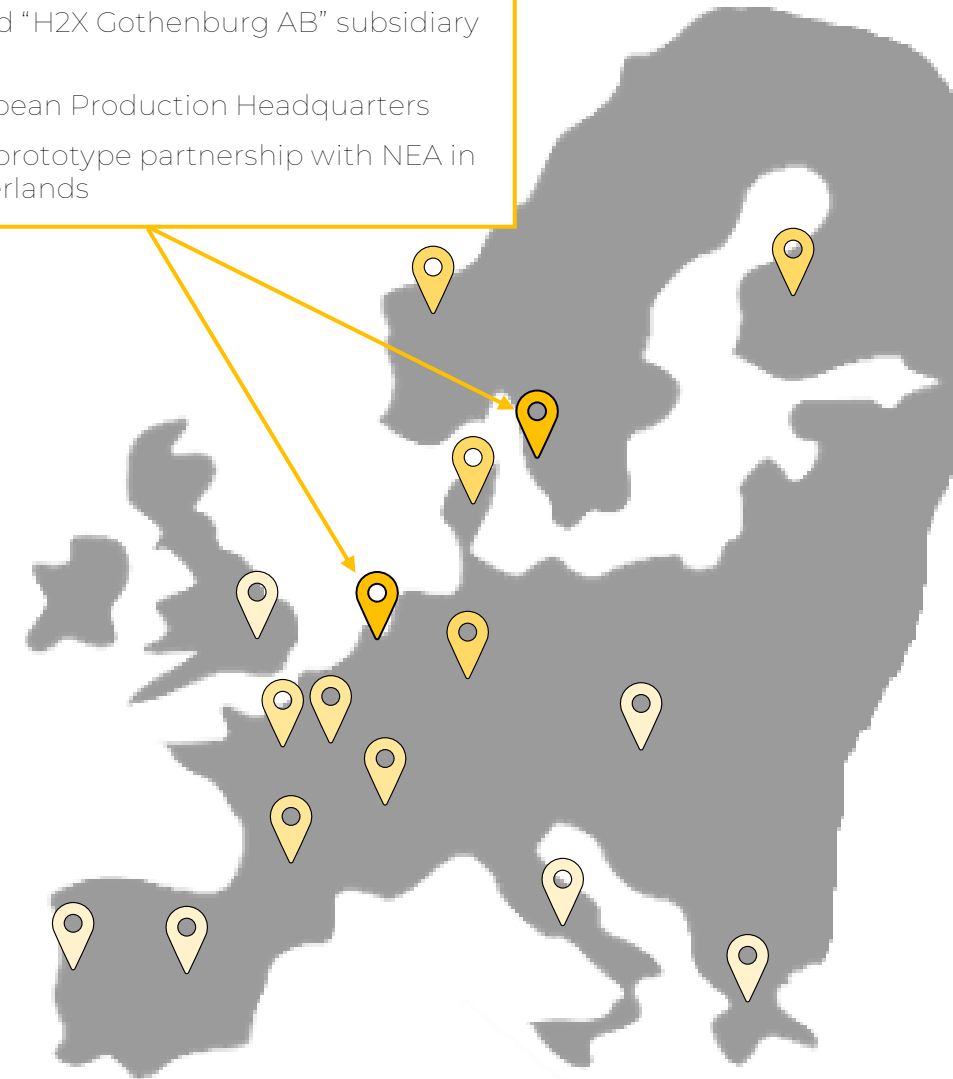 d “H2X Gothenburg AB” subsidiary
pean Production Headquarters
prototype partnership with NEA in
erlands